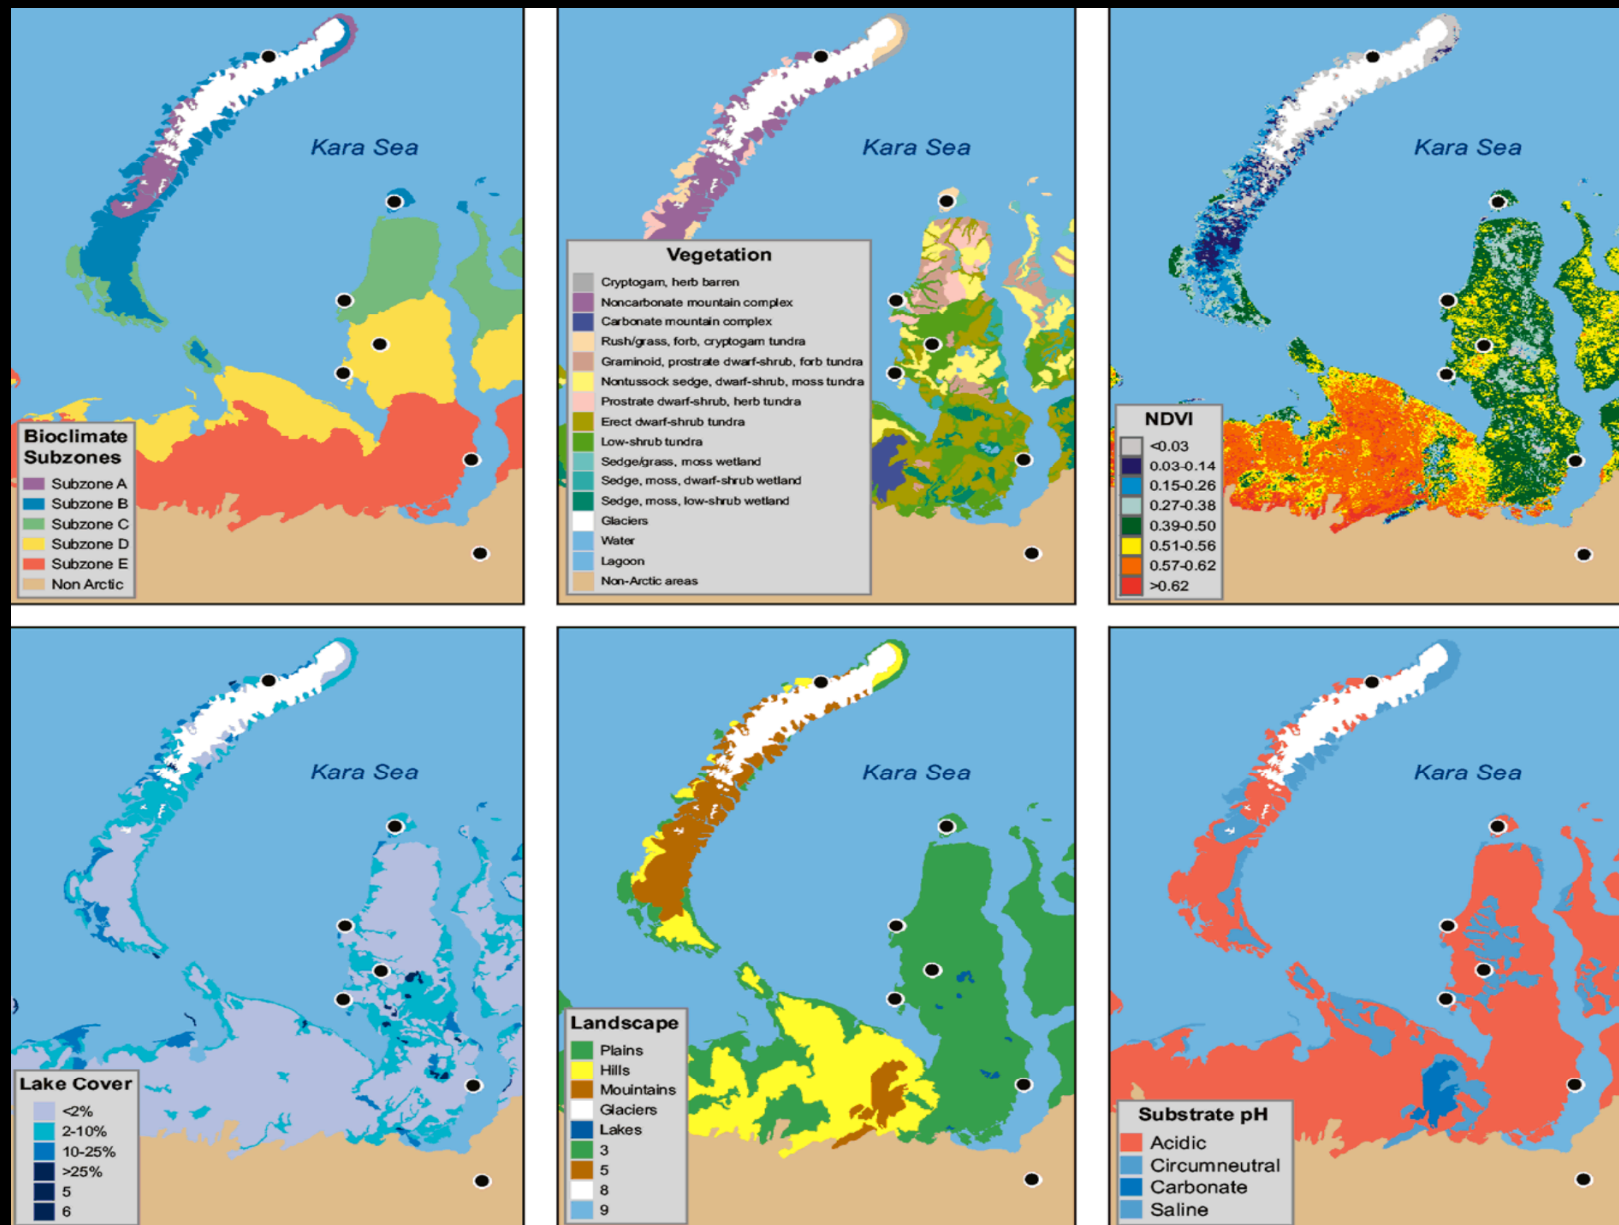 Kara Sea
Bioclimate
Subzones
Subzone A
Subzone B
Subzone C
Subzone D
Subzone E
Non Arctic
Kara Sea
Vegetation
Cryptogam, herb barren
Noncarbonate mountain complex
Carbonate mountain complex
Rush/grass, forb, cryptogam tundra
Graminoid, prostrate dwarf-shrub, forb tundra
Nontussock sedge, dwarf-shrub, moss tundra
Prostrate dwarf-shrub, herb tundra
Erect dwarf-shrub tundra
Low-shrub tundra
Sedge/grass, moss wetland
Sedge, moss, dwarf-shrub wetland
Sedge, moss, low-shrub wetland
Glaciers
Water
Lagoon
Non-Arctic areas
Kara Sea
NDVI
<0.03
0.03-0.14
0.15-0.26
0.27-0.38
0.39-0.50
0.51-0.56
0.57-0.62
>0.62
Kara Sea
Lake Cover
<2%
2-10%
10-25%
>25%
5
6
Kara Sea
Landscape
Plains
Hills
Mountains
Glaciers
Lakes
3
5
8
9
Kara Sea
Substrate pH
Acidic
Circumneutral
Carbonate
Saline